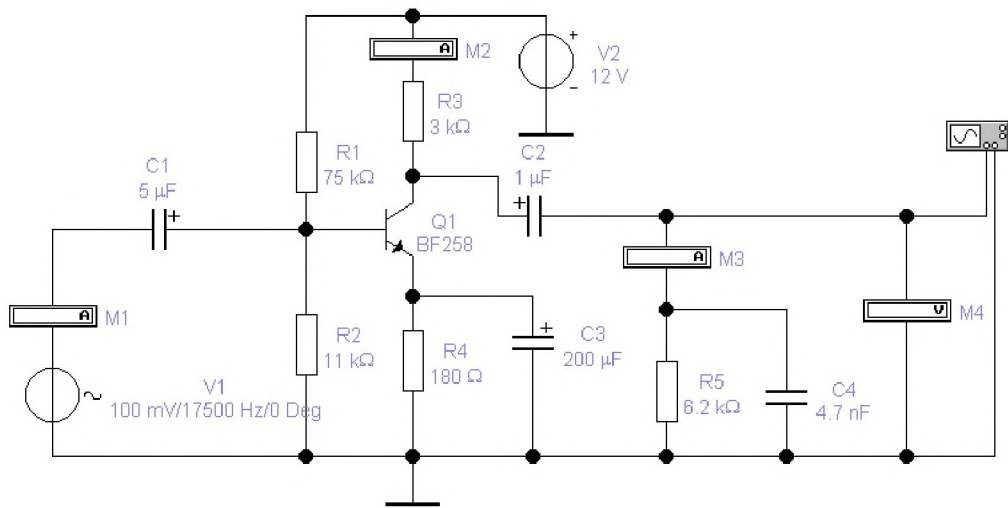 A
M2
+
V2
12 V
−
R3
3 kΩ
R1
75 kΩ
C1
5 µF
+
C2
1 µF
+
Q1
BF258
A
M3
A
M1
V
M4
R2
11 kΩ
R4
180 Ω
+
C3
200 µF
V1
100 mV/17500 Hz/0 Deg
R5
6.2 kΩ
C4
4.7 nF